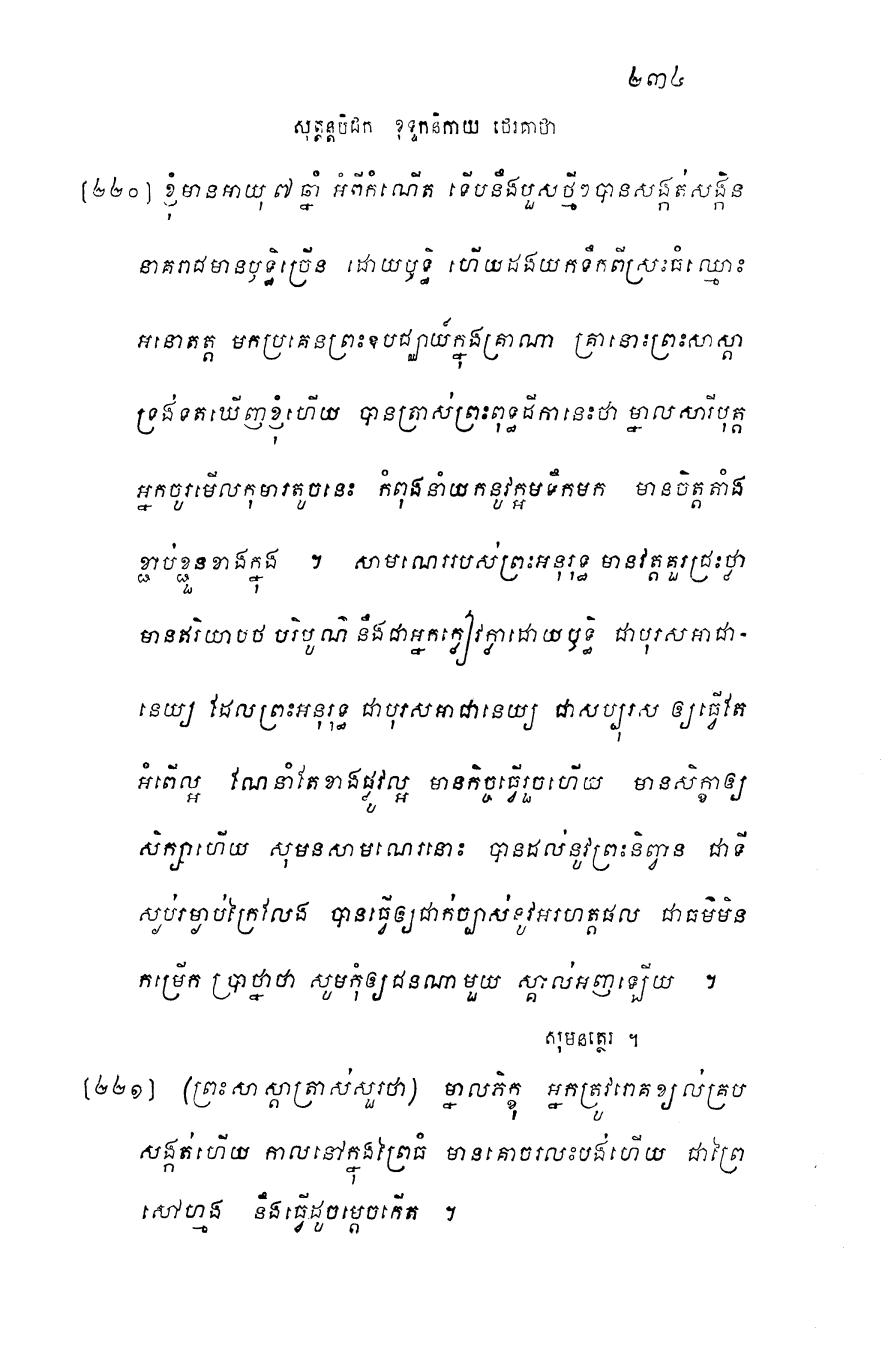 ២៣៤
សុត្តន្តបិដក ខុទ្ទកនិកាយ ថេរគាថា
[២២០] ខ្ញុំមានអាយុ ៧ ឆ្នាំ អំពីកំណើត ទើបនឹងបួសថ្មីៗបានសង្កត់សង្កិន
នាគរាជមានឫទ្ធិច្រើន ដោយឫទ្ធិ ហើយដងយកទឹកពីស្រះធំឈ្មោះ
អនោតត្ត មកប្រគេនព្រះឧបជ្ឈាយ៍ក្នុងគ្រាណា គ្រានោះព្រះសាស្តា
ទ្រង់ទតឃើញខ្ញុំហើយ បានត្រាស់ព្រះពុទ្ធដីកានេះថា ម្នាលសារីបុត្ត
អ្នកចូរមើលកុមារតូចនេះ កំពុងនាំយកនូវក្អមទឹកមក មានចិត្តតាំង
ខ្ជាប់ខ្ជួនខាងក្នុង ។ សាមណេររបស់ព្រះអនុរុទ្ធ មានវត្តគួរជ្រះថ្លា
មានឥរិយាបថ បរិបូណ៌ នឹងជាអ្នកក្លៀវក្លាដោយឫទ្ធិ ជាបុរសអាជា-
នេយ្យ ដែលព្រះអនុរុទ្ធ ជាបុរសអាជានេយ្យ ជាសប្បុរស ឲ្យធ្វើតែ
អំពើល្អ ណែនាំតែខាងផ្លូវល្អ មានកិច្ចធ្វើរួចហើយ មានសិក្ខាឲ្យ
សិក្សាហើយ សុមនសាមណេរនោះ បានដល់នូវព្រះនិព្វាន ជាទី
ស្ងប់រម្ងាប់ក្រៃលែង បានធ្វើឲ្យជាក់ច្បាស់នូវអរហត្តផល ជាធម៌មិន
កម្រើក ប្រាថ្នាថា សូមកុំឲ្យជនណាមួយ ស្គាល់អញឡើយ ។
សុមនត្ថេរ ។
[២២១] (ព្រះសាស្តាត្រាស់សួរថា) ម្នាលភិក្ខុ អ្នកត្រូវរោគខ្យល់គ្រប
សង្កត់ហើយ កាលនៅក្នុងព្រៃធំ មានគោចរលះបង់ហើយ ជាព្រៃ
សៅហ្មង នឹងធ្វើដូចម្តេចកើត ។